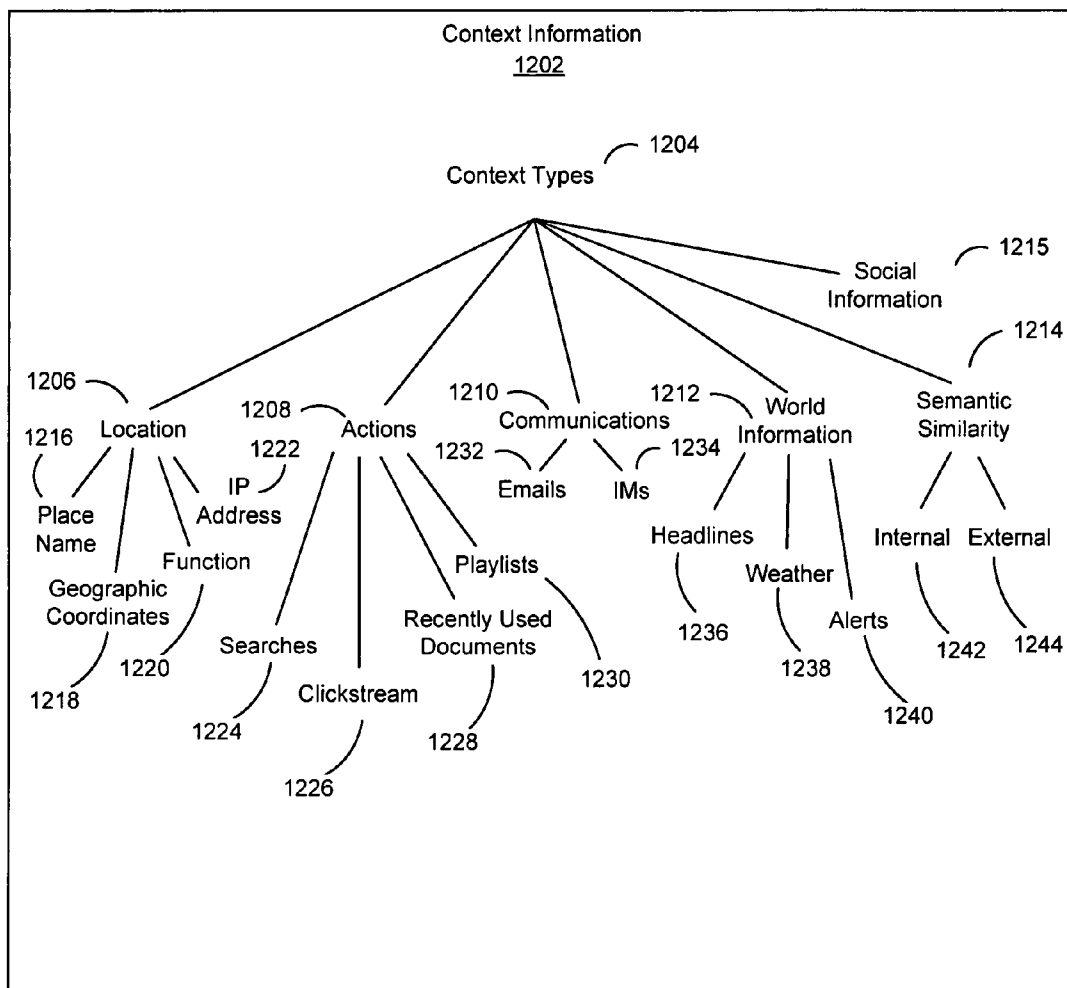 Context Information
1202
1204
Context Types
1215
Social
Information
1214
1206
1210
1212
World
Information
Semantic
Similarity
1208
Communications
1216
Location
1222
Actions
1232
1234
IP
Address
Emails
IMs
Place
Name
Headlines
Internal
External
Function
Playlists
Weather
Geographic
Coordinates
Recently Used
Documents
Alerts
Searches
1236
1242
1244
1220
1230
1238
Clickstream
1218
1224
1228
1240
1226